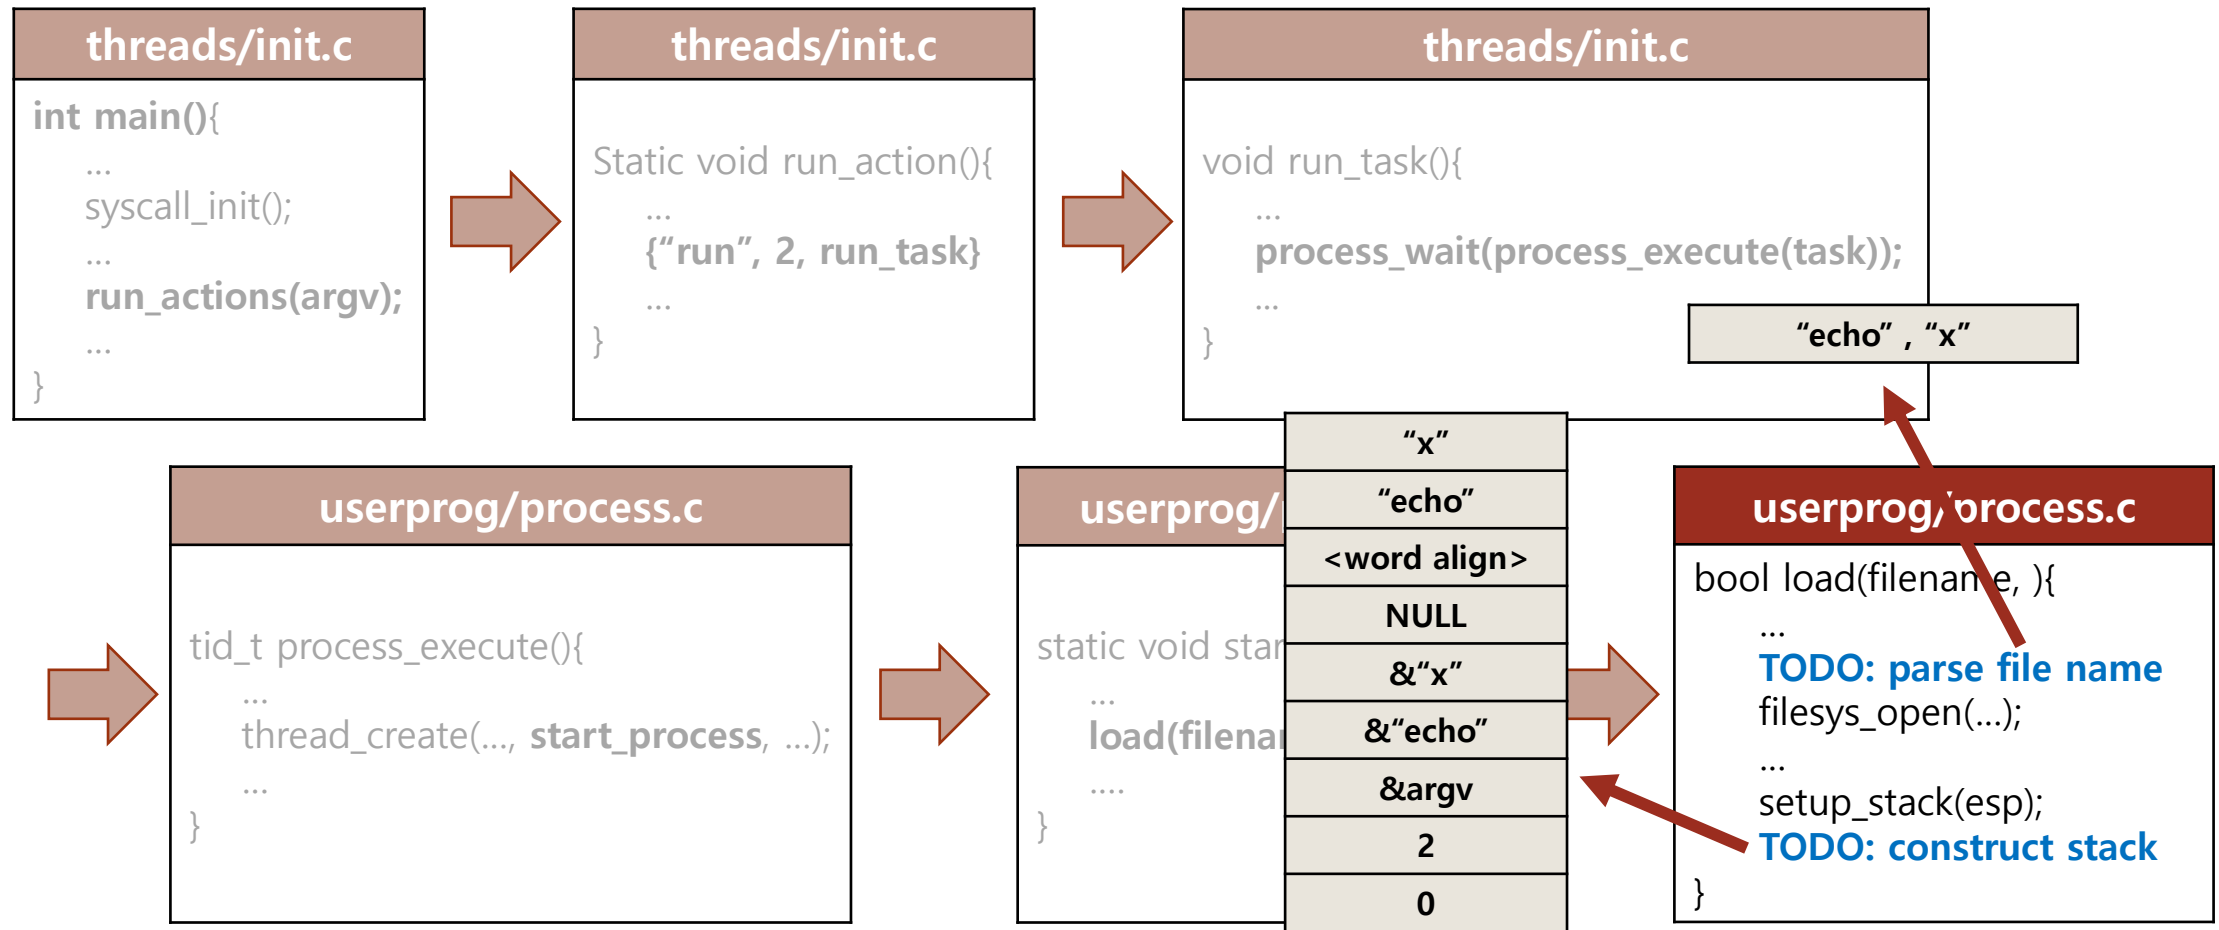 threads/init.c
int main(){
...
syscall_init();
...
run_actions(argv);
...
}
threads/init.c
Static void run_action(){
...
{“run”, 2, run_task}
...
}
threads/init.c
void run_task(){
...
process_wait(process_execute(task));
...
}
“echo” , “x”
userprog/process.c
tid_t process_execute(){
...
thread_create(..., start_process, ...);
...
}
userprog/
static void star
...
load(filenar
....
}
“x”
“echo”
<word align>
NULL
&“x”
&“echo”
&argv
2
0
userprog/process.c
bool load(filename, ){
...
TODO: parse file name
filesys_open(...);
...
setup_stack(esp);
TODO: construct stack
}